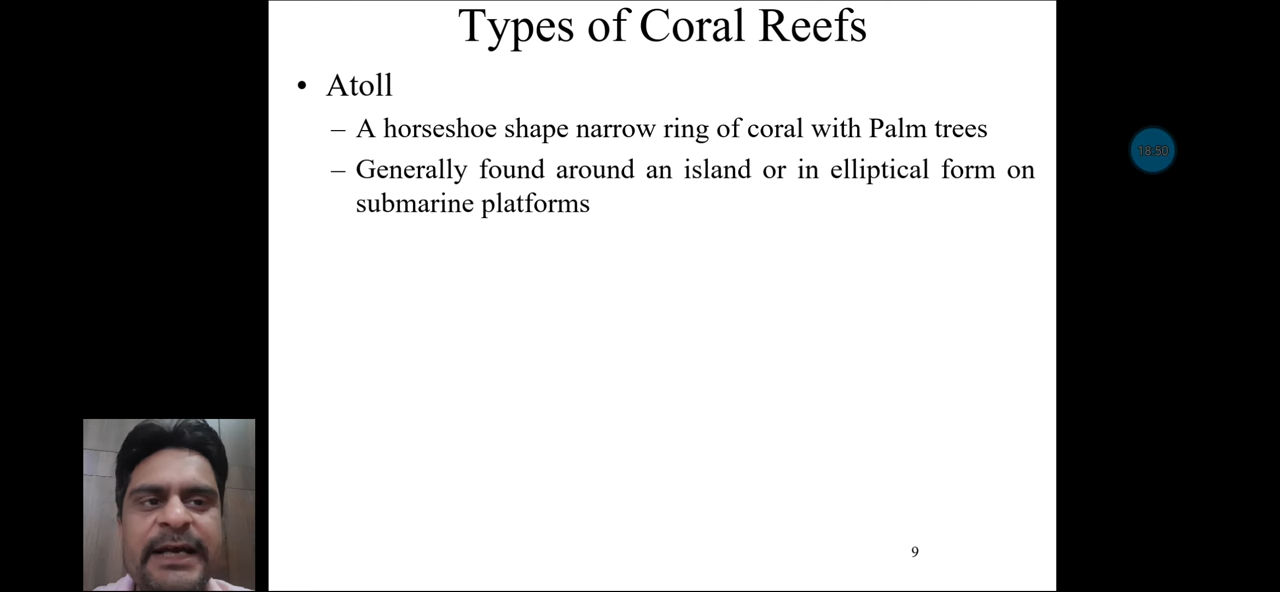 Types of Coral Reefs
• Atoll
– A horseshoe shape narrow ring of coral with Palm trees
– Generally found around an island or in elliptical form on
submarine platforms
18:50
9